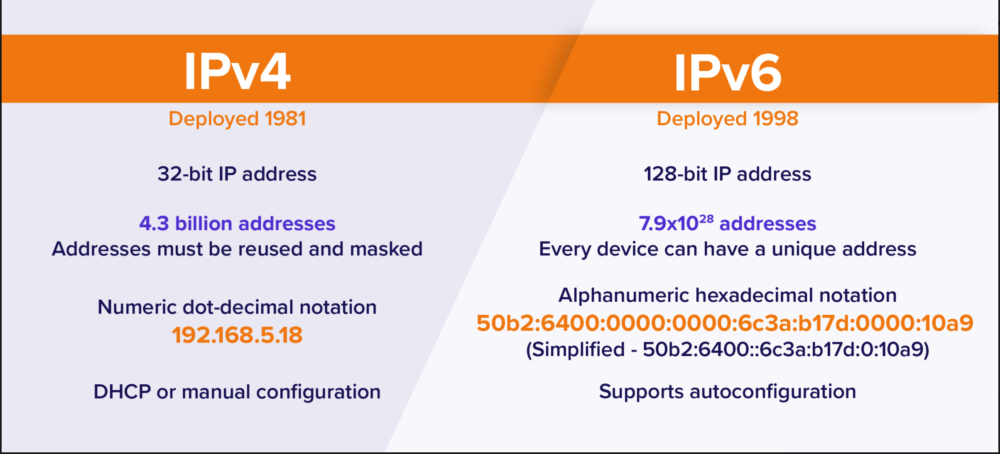 IPv4
Deployed 1981
32-bit IP address
4.3 billion addresses
Addresses must be reused and masked
Numeric dot-decimal notation
192.168.5.18
DHCP or manual configuration
IPv6
Deployed 1998
128-bit IP address
7.9x10²⁸ addresses
Every device can have a unique address
Alphanumeric hexadecimal notation
50b2:6400:0000:0000:6c3a:b17d:0000:10a9
(Simplified - 50b2:6400::6c3a:b17d:0:10a9)
Supports autoconfiguration